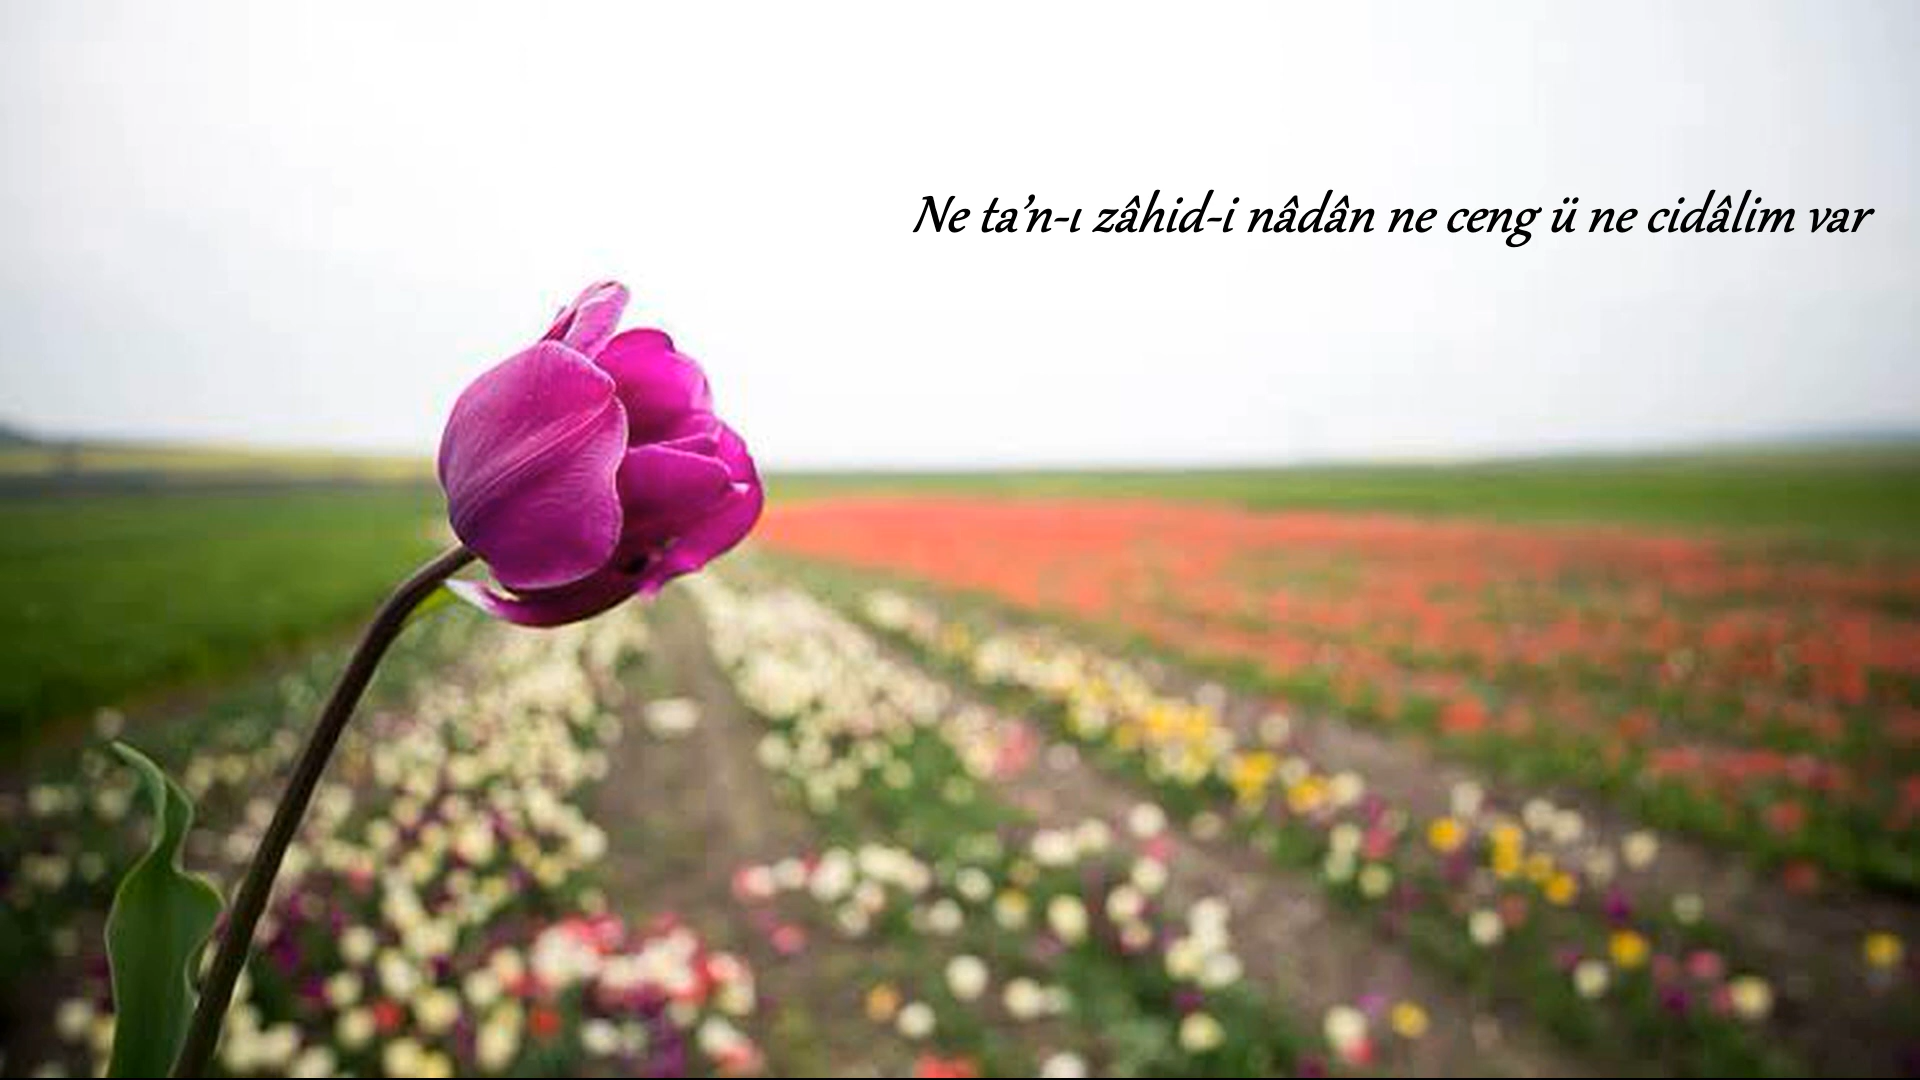 Ne ta’n-ı zâhid-i nâdân ne ceng ü ne cidâlim var